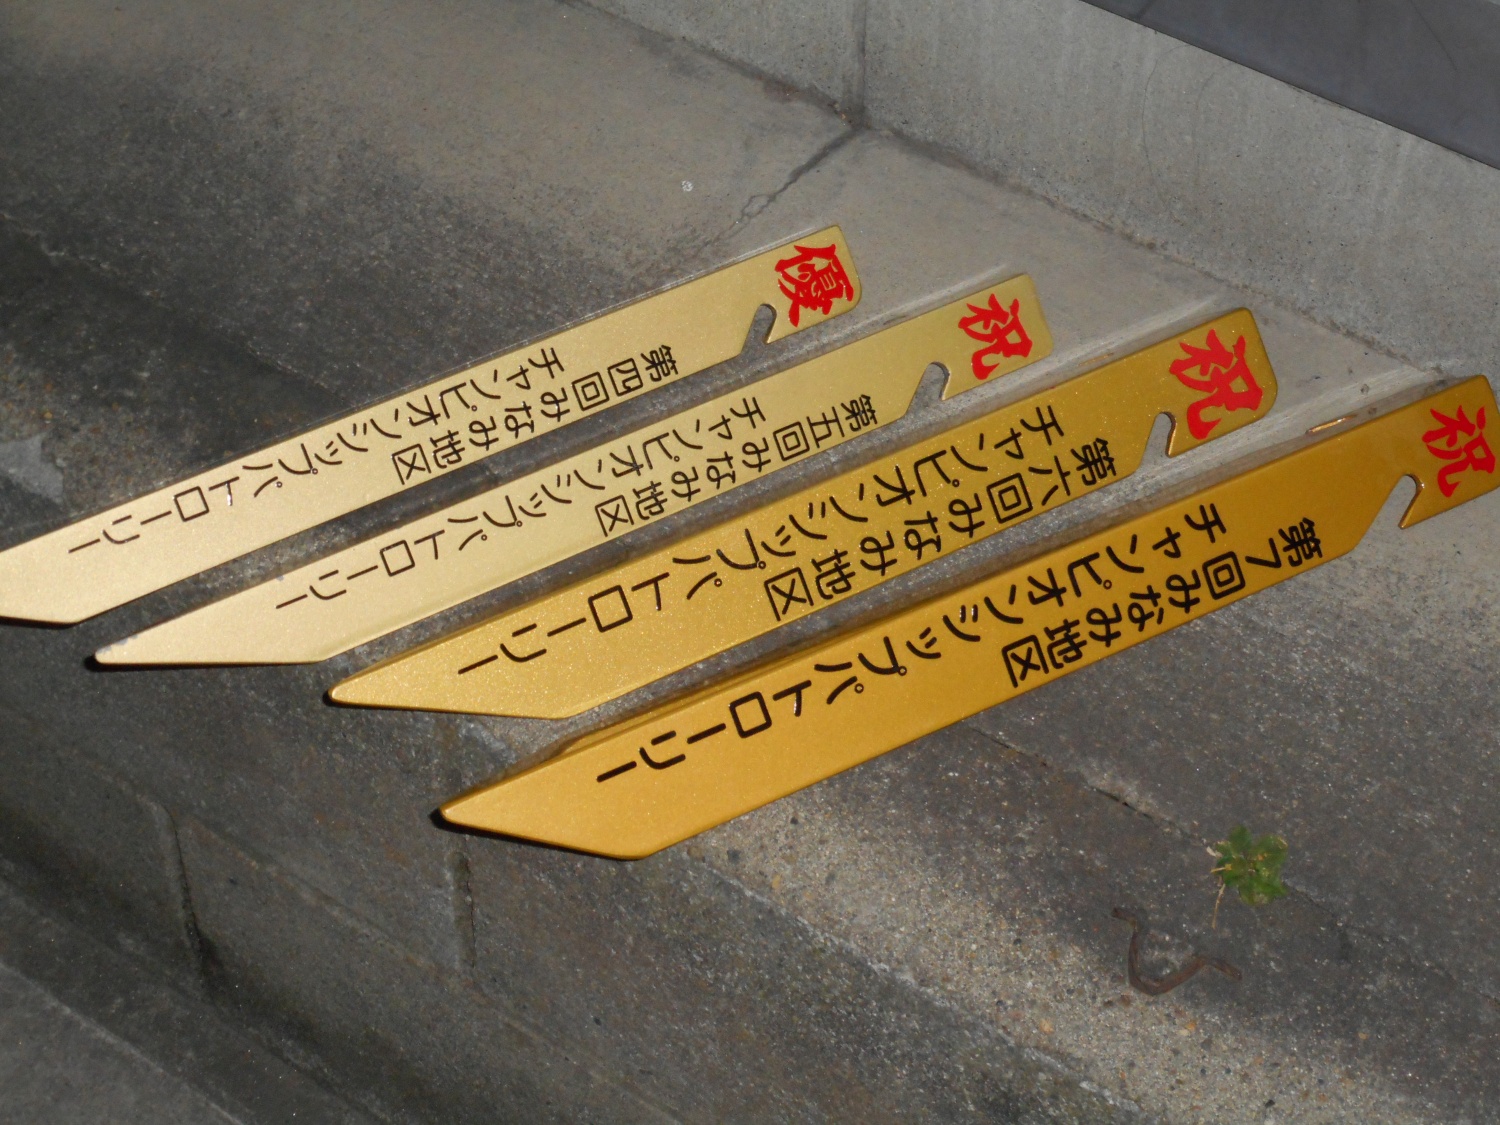 優
第四回みなみ地区
チャンピオンシップパトローリー
祝
第五回みなみ地区
チャンピオンシップパトローリー
祝
第六回みなみ地区
チャンピオンシップパトローリー
祝
第7回みなみ地区
チャンピオンシップパトローリー